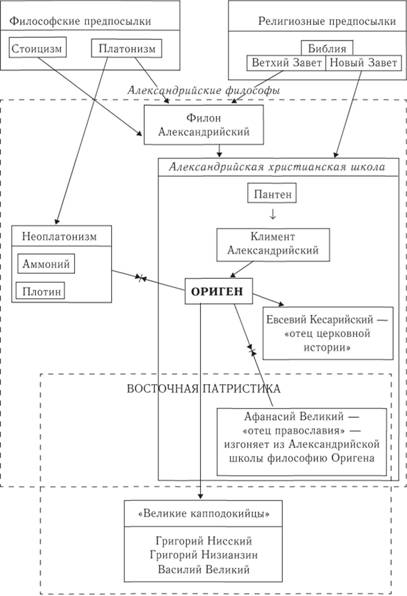 Философские предпосылки
Стоицизм
Платонизм
Религиозные предпосылки
Библия
Ветхий Завет
Новый Завет
Александрийские философы
Филон
Александрийский
Александрийская христианская школа
Пантен
↓
Климент
Александрийский
Неоплатонизм
Аммоний
Плотин
ОРИГЕН
Евсевий Кесарийский —
«отец церковной
истории»
ВОСТОЧНАЯ ПАТРИСТИКА
Афанасий Великий —
«отец православия» —
изгоняет из Александрийской
школы философию Оригена
«Великие капподокийцы»
Григорий Нисский
Григорий Низианзин
Василий Великий